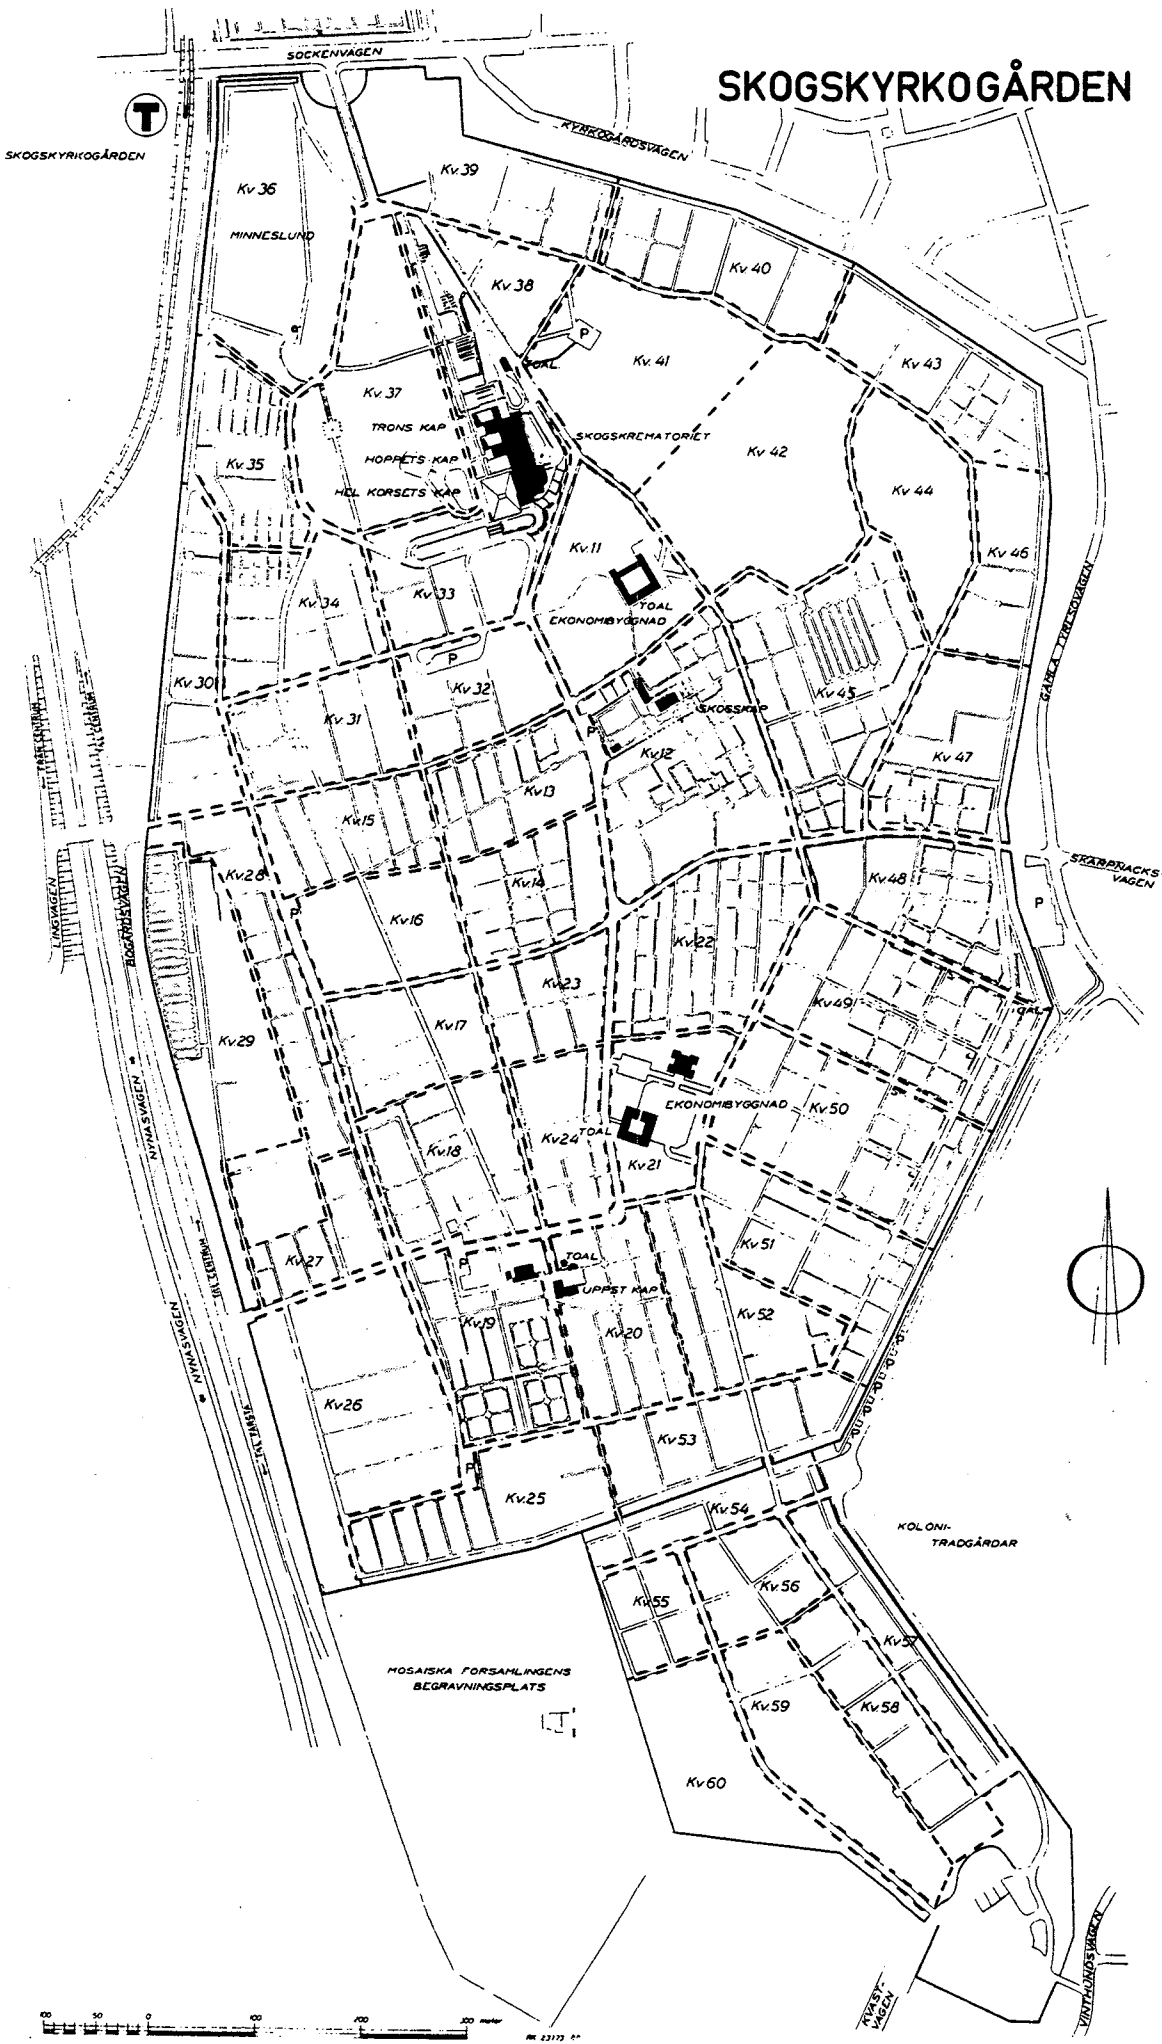 SOCKENVÄGEN
SKOGSKYRKOGÅRDEN
T
SKOGSKYRKOGÅRDEN
KYRKOGÅRDSVÄGEN
Kv 39
Kv 36
MINNESLUND
Kv 40
Kv 38
P
TOAL.
Kv. 41
Kv. 43
Kv. 37
TRONS KAP
SKOGSKREMATORIET
HOPPETS KAP
Kv 42
Kv. 35
HEL KORSETS KAP
Kv 44
Kv. 11
Kv 46
Kv. 34
Kv. 33
TOAL
EKONOMIBYGGNAD
GAMLA TYRESÖVÄGEN
P
Kv. 30
Kv. 32
Kv. 45
Kv. 31
SKOGSKAP
P
Kv. 12
Kv 47
Kv. 13
Kv. 15
SKARPNÄCKS-
VÄGEN
Kv. 28
Kv. 14
Kv. 48
P
P
LINGVÄGEN
BOGÅRDSVÄGEN
Kv. 16
Kv. 22
Kv. 23
Kv. 49
Kv. 17
Kv. 29
NYNÄSVÄGEN
EKONOMIBYGGNAD
Kv. 50
TOAL
Kv. 24
Kv. 18
Kv. 21
Kv. 51
Kv. 27
P
TOAL
UPPST KAP
Kv. 52
Kv. 19
Kv. 20
NYNÄSVÄGEN
Kv. 26
Kv. 53
P
Kv. 25
Kv. 54
KOLONI-
TRÄDGÅRDAR
Kv. 56
Kv. 55
Kv. 57
MOSAISKA FÖRSAMLINGENS
BEGRAVNINGSPLATS
Kv. 59
Kv. 58
Kv 60
KVAST-
VÄGEN
VINTHUNDSVÄGEN
100 50 0 100 200 300 meter